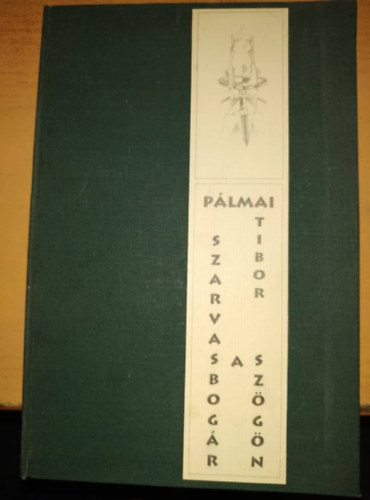 PÁLMAI
TIBOR
SZARVASBOGÁR
A
SZÖGÖN